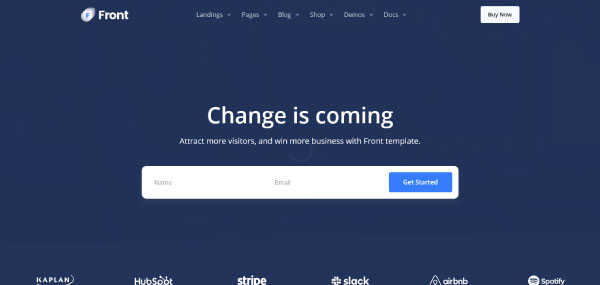 Front
Landings Pages Blog Shop Demos Docs
Buy Now
Change is coming
Attract more visitors, and win more business with Front template.
Name Email Get Started
KAPLAN HubSpot stripe slack airbnb Spotify